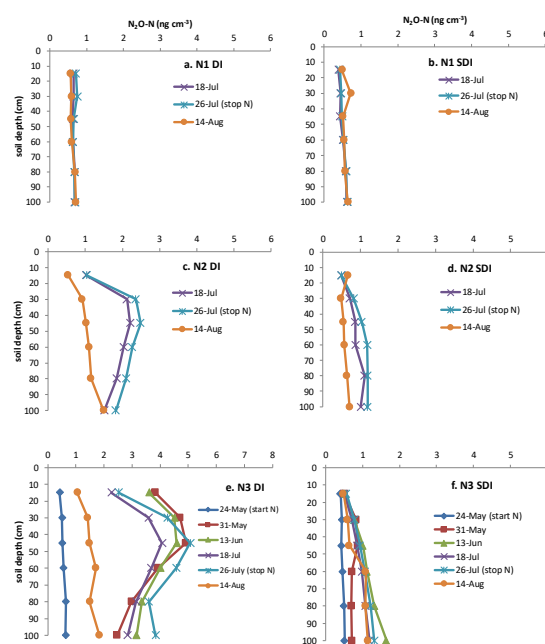 N₂O-N (ng cm⁻³)
N₂O-N (ng cm⁻³)
0 1 2 3 4 5 6
0 1 2 3 4 5
0
10
20
30
40
50
60
70
80
90
100
soil depth (cm)
a. N1 DI
18-Jul
26-Jul (stop N)
14-Aug
0
10
20
30
40
50
60
70
80
90
100
b. N1 SDI
18-Jul
26-Jul (stop N)
14-Aug
0 1 2 3 4 5 6
0 1 2 3 4 5
0
10
20
30
40
50
60
70
80
90
100
soil depth (cm)
c. N2 DI
18-Jul
26-Jul (stop N)
14-Aug
0
10
20
30
40
50
60
70
80
90
100
d. N2 SDI
18-Jul
26-Jul (stop N)
14-Aug
0 1 2 3 4 5 6 7 8
0 1 2 3 4 5 6 7
0
10
20
30
40
50
60
70
80
90
100
soil depth (cm)
e. N3 DI
24-May (start N)
31-May
13-Jun
18-Jul
26-Jul (stop N)
14-Aug
0
10
20
30
40
50
60
70
80
90
100
f. N3 SDI
24-May (start N)
31-May
13-Jun
18-Jul
26-Jul (stop N)
14-Aug